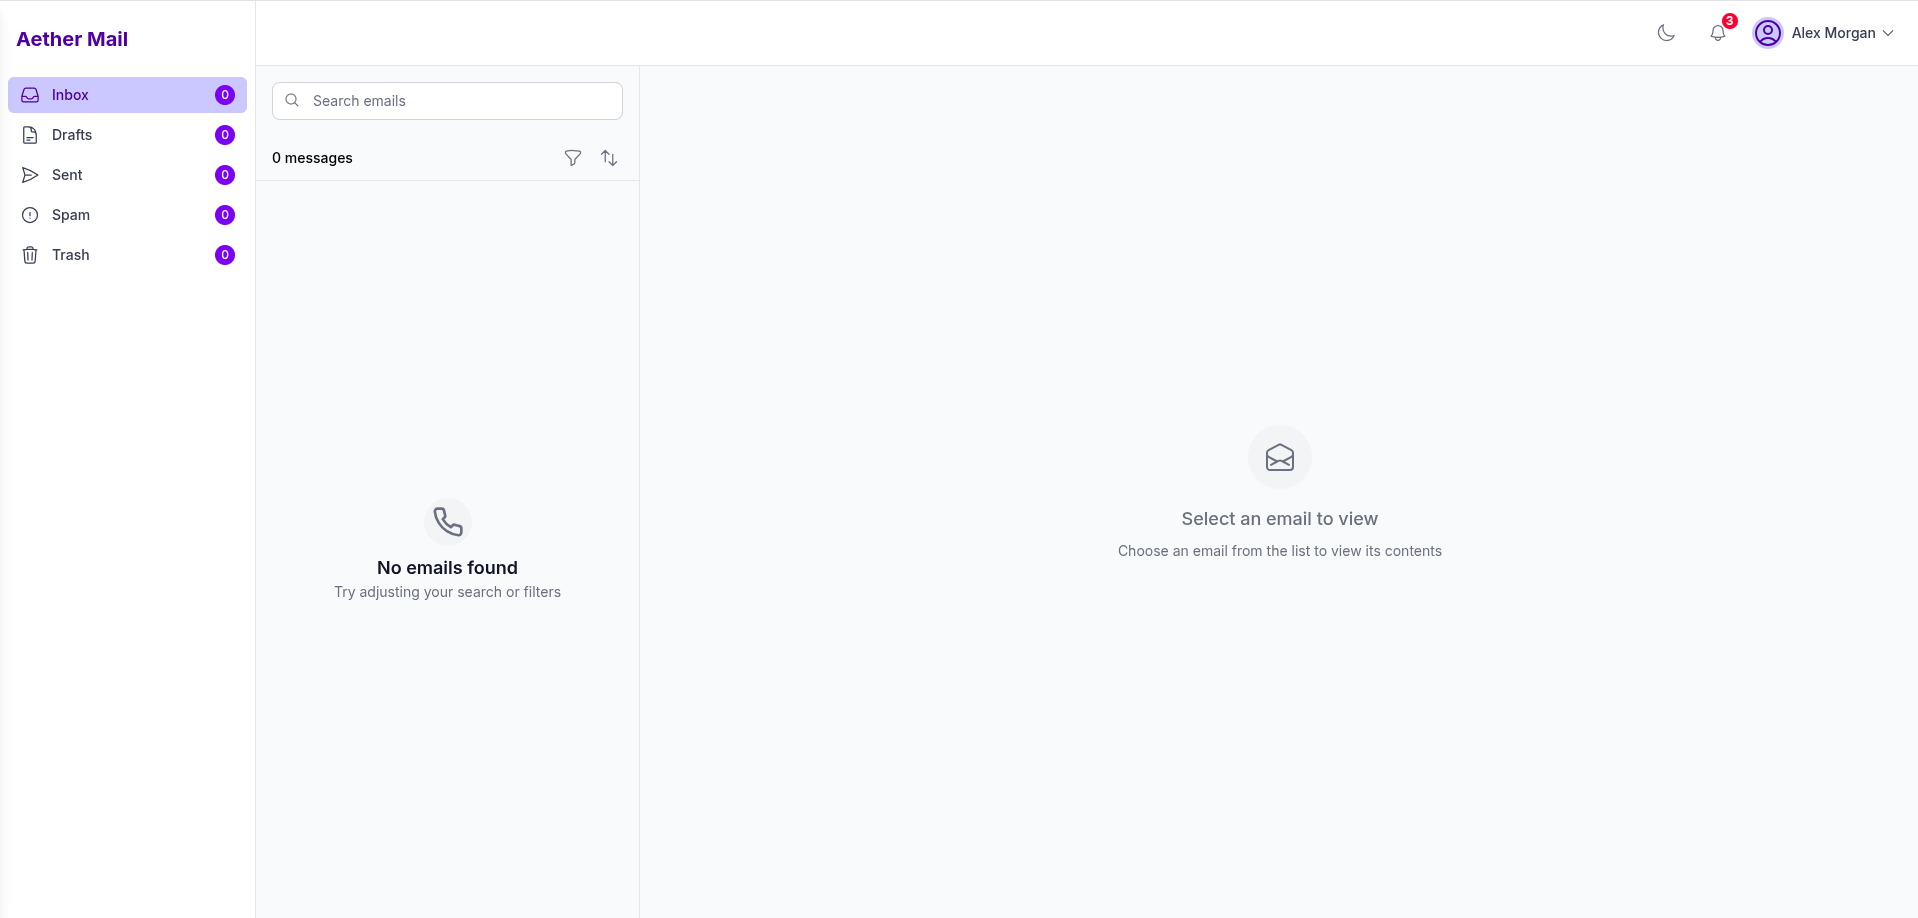 Aether Mail
3
Alex Morgan
Inbox 0
Drafts 0
Sent 0
Spam 0
Trash 0
Search emails
0 messages
No emails found
Try adjusting your search or filters
Select an email to view
Choose an email from the list to view its contents